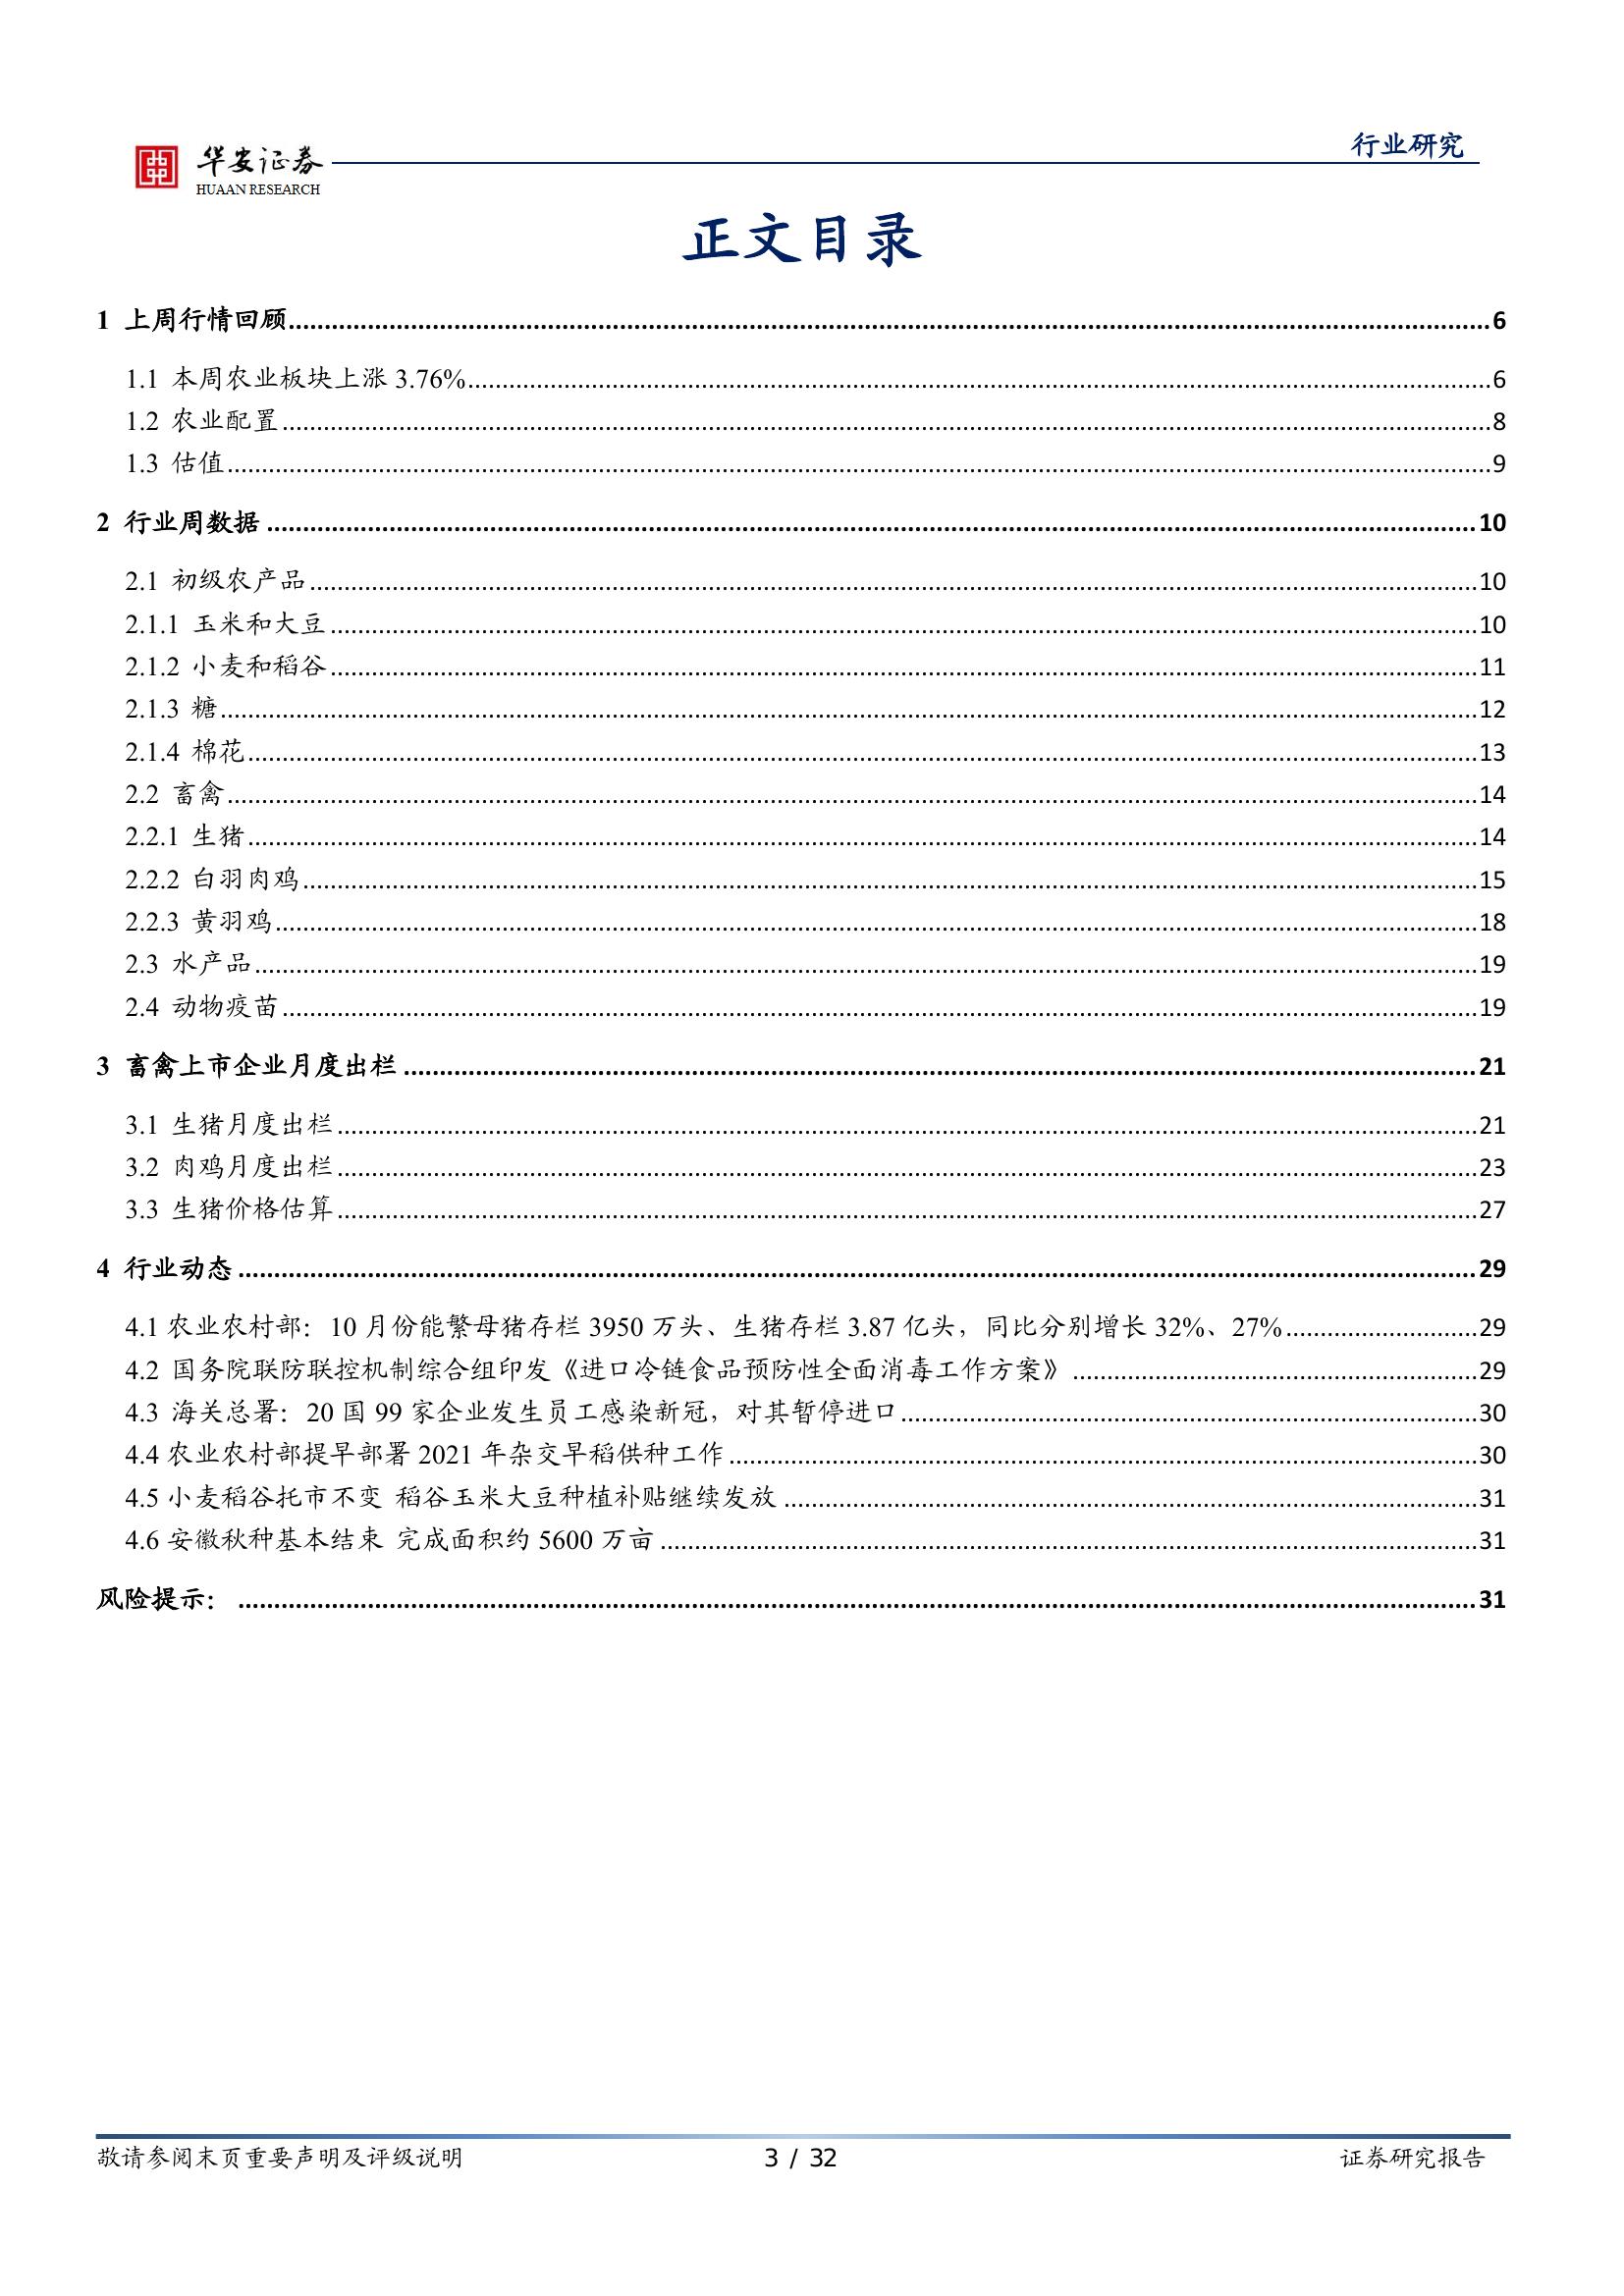 行业研究
华安证券
HUAAN RESEARCH
正文目录
1 上周行情回顾................................6
1.1 本周农业板块上涨 3.76%................................6
1.2 农业配置................................8
1.3 估值................................9
2 行业周数据................................10
2.1 初级农产品................................10
2.1.1 玉米和大豆................................10
2.1.2 小麦和稻谷................................11
2.1.3 糖................................12
2.1.4 棉花................................13
2.2 畜禽................................14
2.2.1 生猪................................14
2.2.2 白羽肉鸡................................15
2.2.3 黄羽鸡................................18
2.3 水产品................................19
2.4 动物疫苗................................19
3 畜禽上市企业月度出栏................................21
3.1 生猪月度出栏................................21
3.2 肉鸡月度出栏................................23
3.3 生猪价格估算................................27
4 行业动态................................29
4.1 农业农村部：10 月份能繁母猪存栏 3950 万头、生猪存栏 3.87 亿头，同比分别增长 32%、27%................................29
4.2 国务院联防联控机制综合组印发《进口冷链食品预防性全面消毒工作方案》................................29
4.3 海关总署：20 国 99 家企业发生员工感染新冠，对其暂停进口................................30
4.4 农业农村部提早部署 2021 年杂交早稻供种工作................................30
4.5 小麦稻谷托市不变 稻谷玉米大豆种植补贴继续发放................................31
4.6 安徽秋种基本结束 完成面积约 5600 万亩................................31
风险提示：................................31
敬请参阅末页重要声明及评级说明 3 / 32 证券研究报告